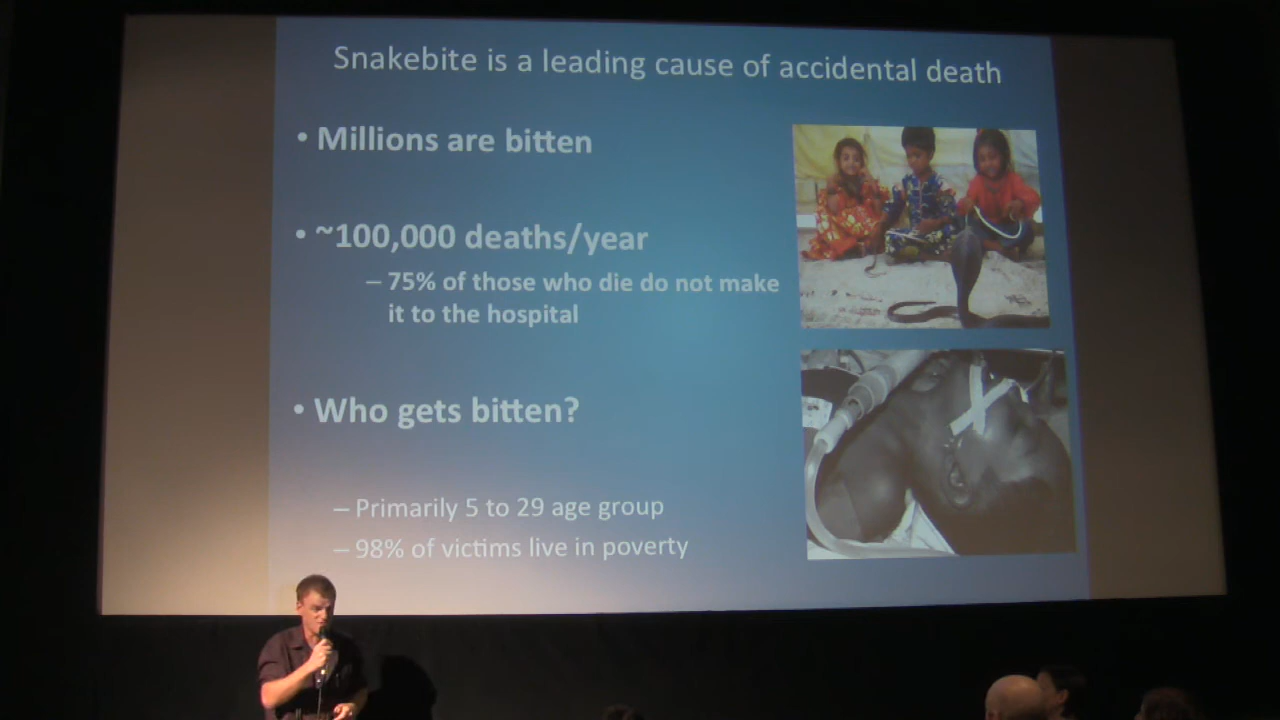 Snakebite is a leading cause of accidental death
• Millions are bitten
• ~100,000 deaths/year
– 75% of those who die do not make
it to the hospital
• Who gets bitten?
– Primarily 5 to 29 age group
– 98% of victims live in poverty